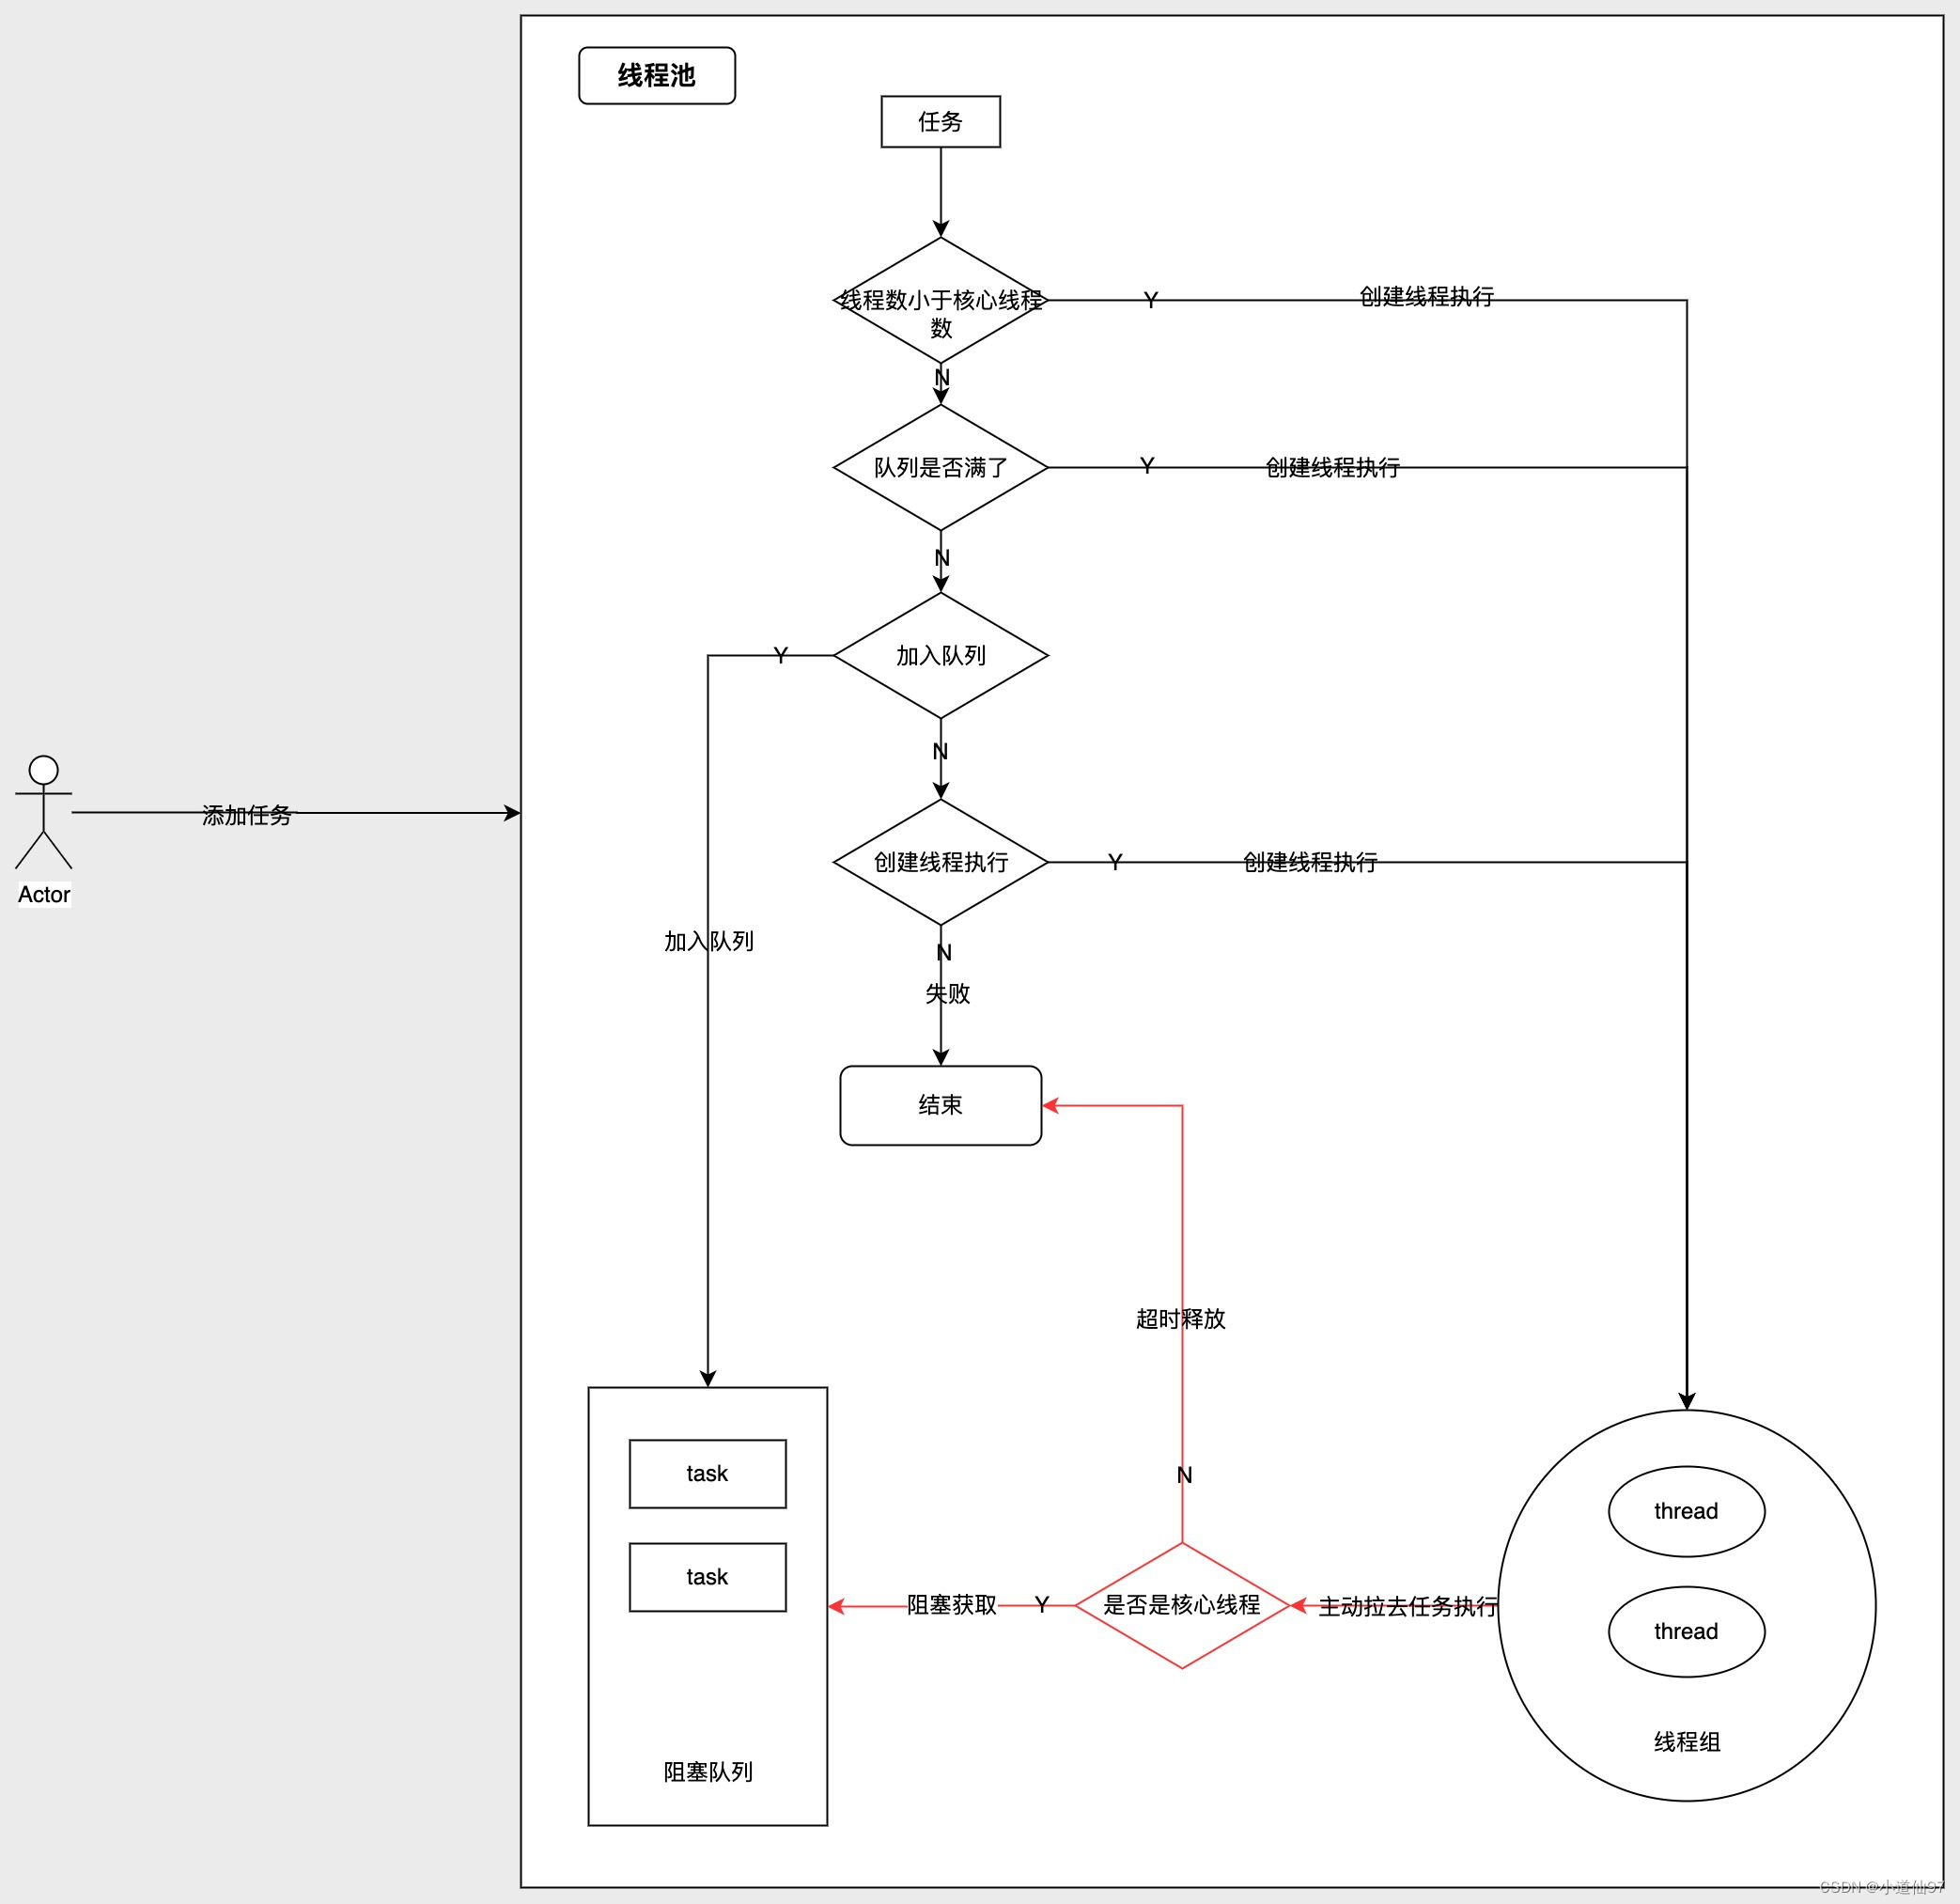 线程池
任务
线程数小于核心线程
数
Y
创建线程执行
N
队列是否满了
Y
创建线程执行
N
加入队列
Y
N
添加任务
Actor
创建线程执行
Y
创建线程执行
加入队列
N
失败
结束
超时释放
N
task
task
阻塞队列
阻塞获取
Y
是否是核心线程
主动拉去任务执行
thread
thread
线程组
CSDN @小道仙97